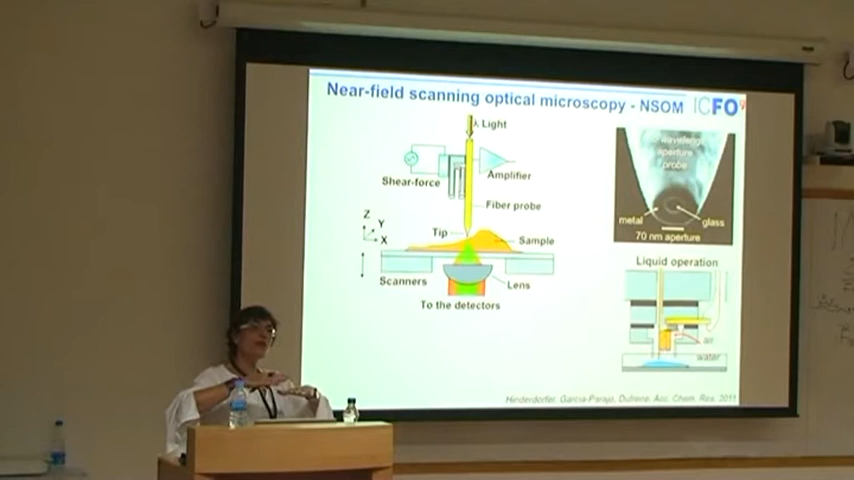 Near-field scanning optical microscopy - NSOM
ICFO
λ Light
Shear-force
Amplifier
Fiber probe
Z
Y
X
Tip
Sample
Scanners
Lens
To the detectors
aperture
probe
metal
glass
70 nm aperture
Liquid operation
air
water
Hinderdorfer, Garcia-Parajo, Dufrene, Acc. Chem. Res. 2011